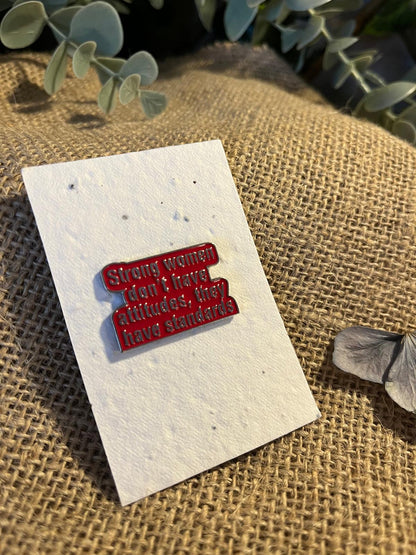 Strong women
don't have
attitudes, they
have standards